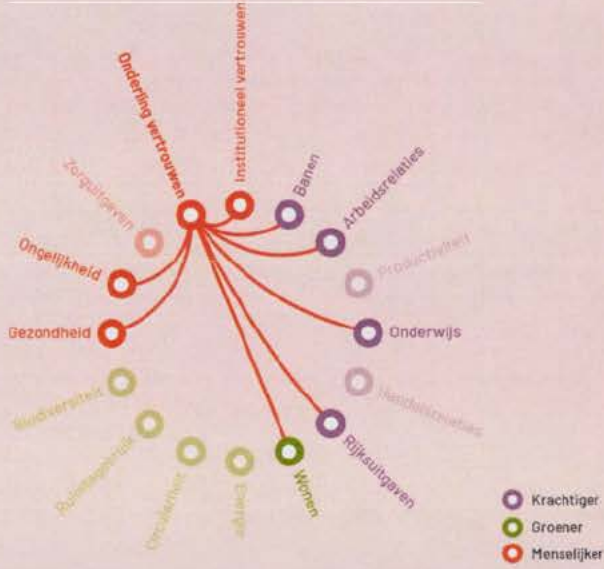 Onderling vertrouwen
Institutioneel vertrouwen
Banen
Arbeidsrelaties
Productiviteit
Onderwijs
Handelsrelaties
Rijksuitgaven
Wonen
Energie
Circulariteit
Ruimtegebruik
Biodiversiteit
Gezondheid
Ongelijkheid
Zorguitgaven
Krachtiger
Groener
Menselijker